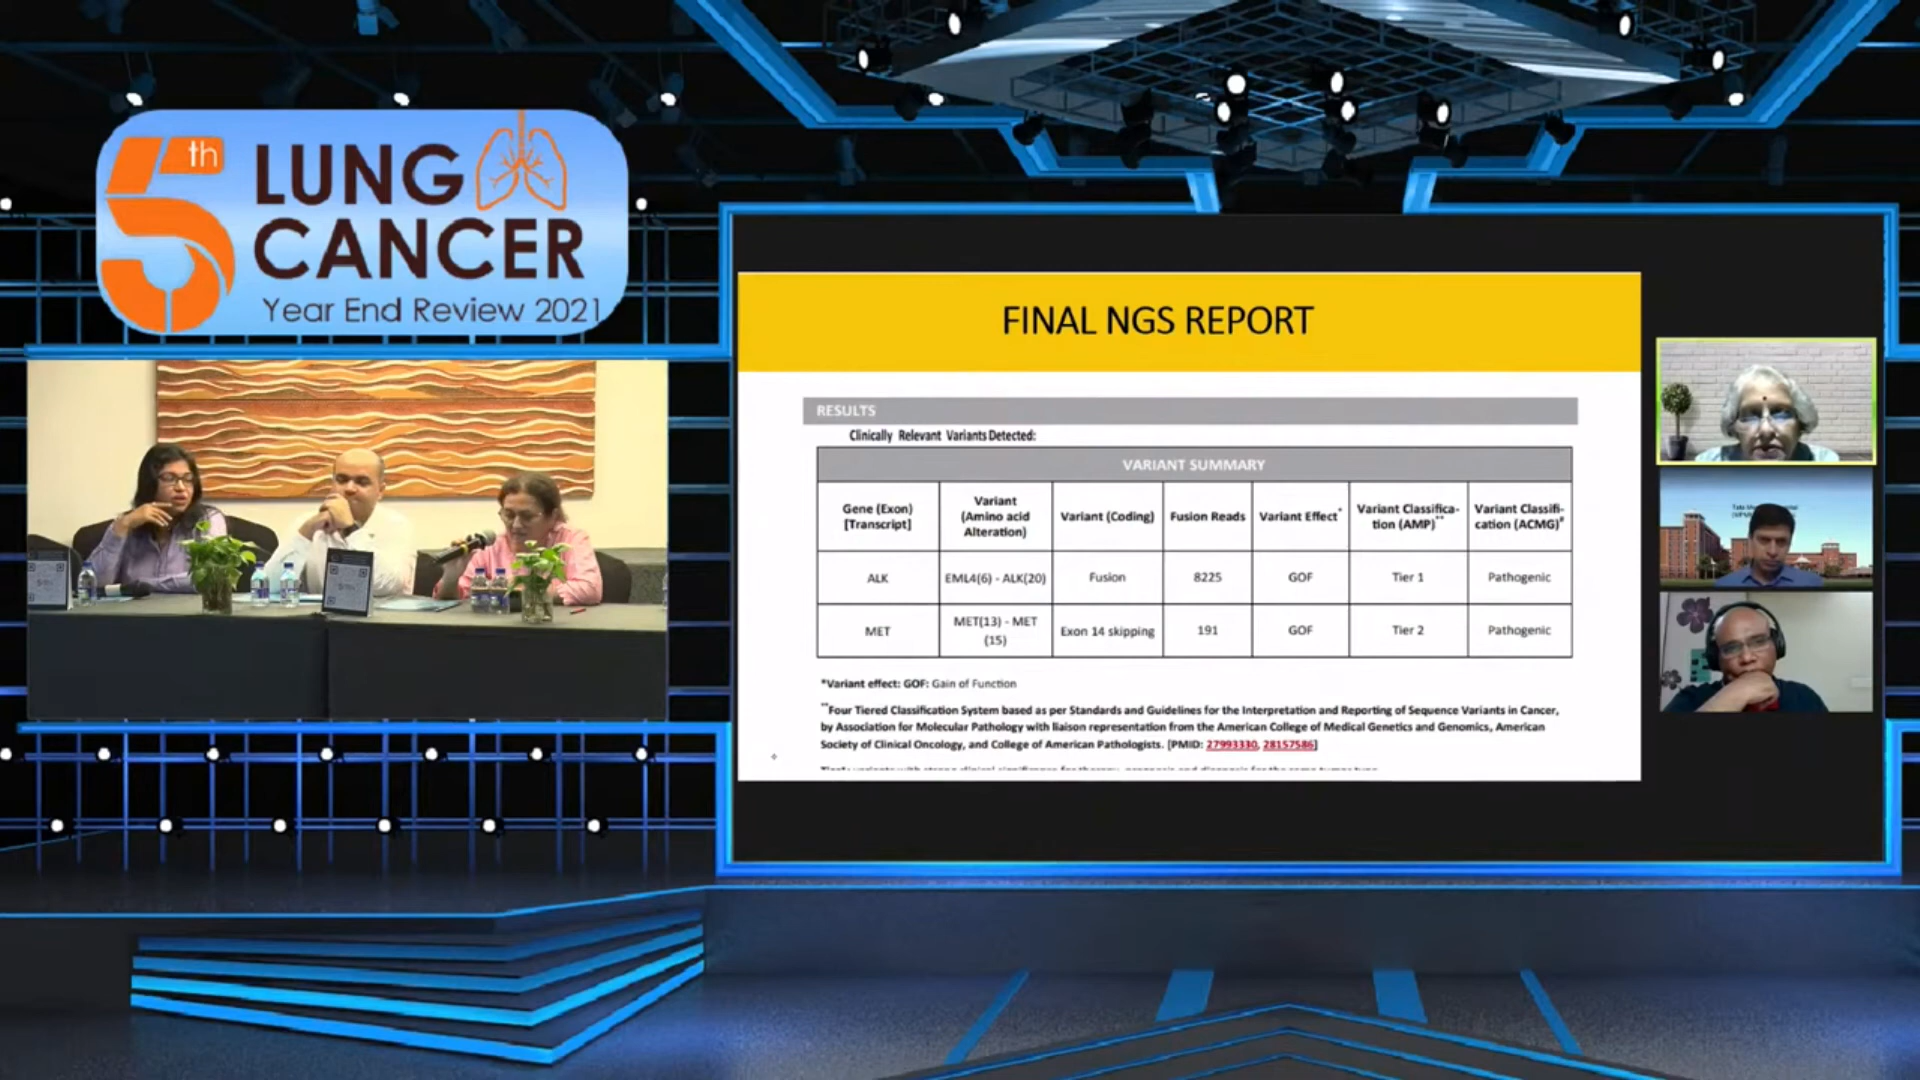 5th
LUNG
CANCER
Year End Review 2021
FINAL NGS REPORT
RESULTS
Clinically Relevant Variants Detected:
VARIANT SUMMARY
Gene (Exon) [Transcript]
Variant (Amino acid Alteration)
Variant (Coding)
Fusion Reads
Variant Effect*
Variant Classifica-tion (AMP)**
Variant Classifi-cation (ACMG)#
ALK
EML4(6) - ALK(20)
Fusion
8225
GOF
Tier 1
Pathogenic
MET
MET(13) - MET (15)
Exon 14 skipping
191
GOF
Tier 2
Pathogenic
*Variant effect: GOF: Gain of Function
**Four Tiered Classification System based as per Standards and Guidelines for the Interpretation and Reporting of Sequence Variants in Cancer,
by Association for Molecular Pathology with liaison representation from the American College of Medical Genetics and Genomics, American
Society of Clinical Oncology, and College of American Pathologists. [PMID: 27993330, 28157586]